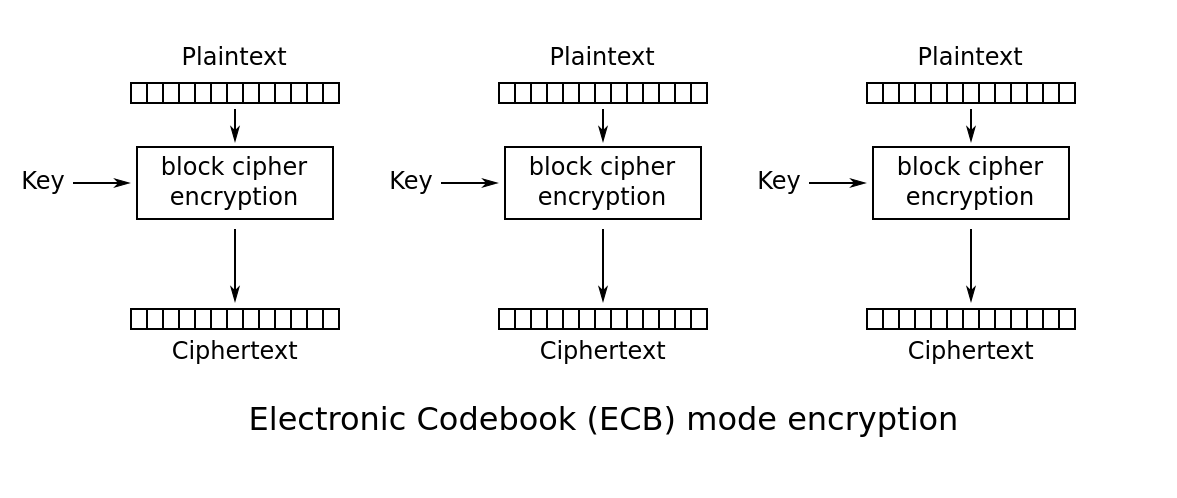 Plaintext
Plaintext
Plaintext
Key
block cipher
encryption
Key
block cipher
encryption
Key
block cipher
encryption
Ciphertext
Ciphertext
Ciphertext
Electronic Codebook (ECB) mode encryption